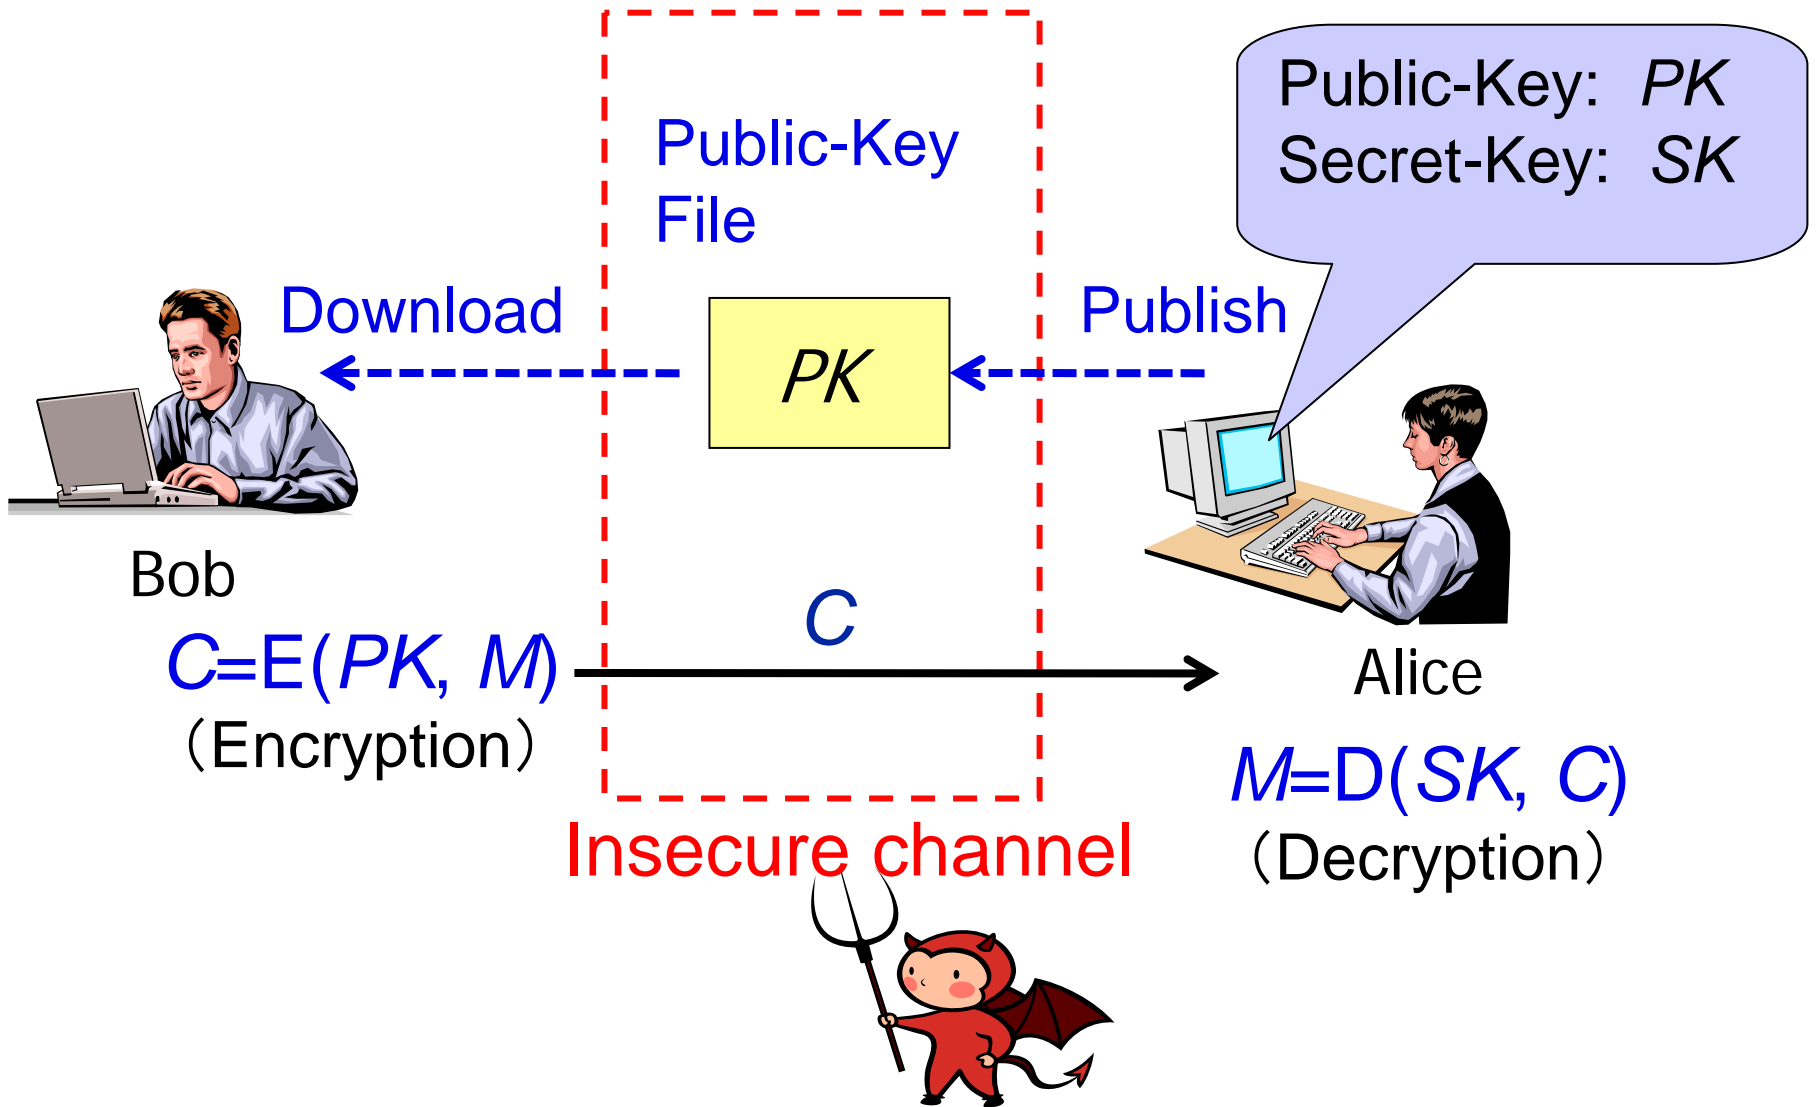 Public-Key: PK
Secret-Key: SK
Public-Key
File
Download
Publish
PK
Bob
C
C=E(PK, M)
（Encryption）
Alice
M=D(SK, C)
（Decryption）
Insecure channel